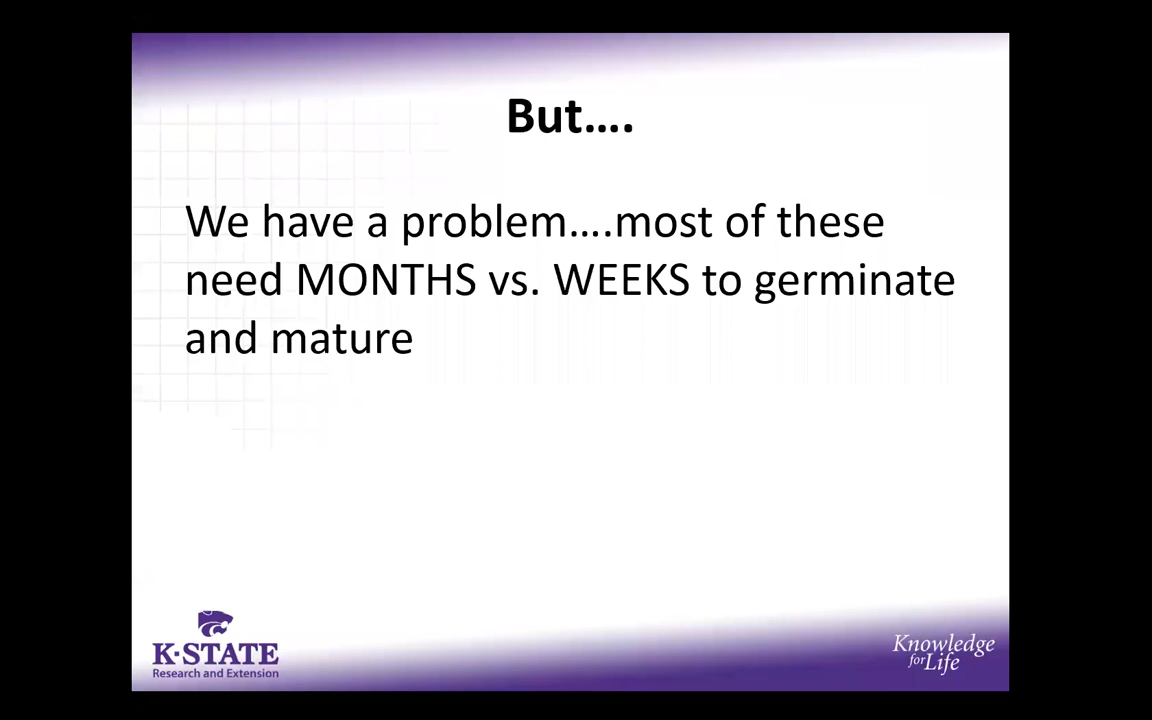 But....
We have a problem....most of these
need MONTHS vs. WEEKS to germinate
and mature
K-STATE
Research and Extension
Knowledge
for Life